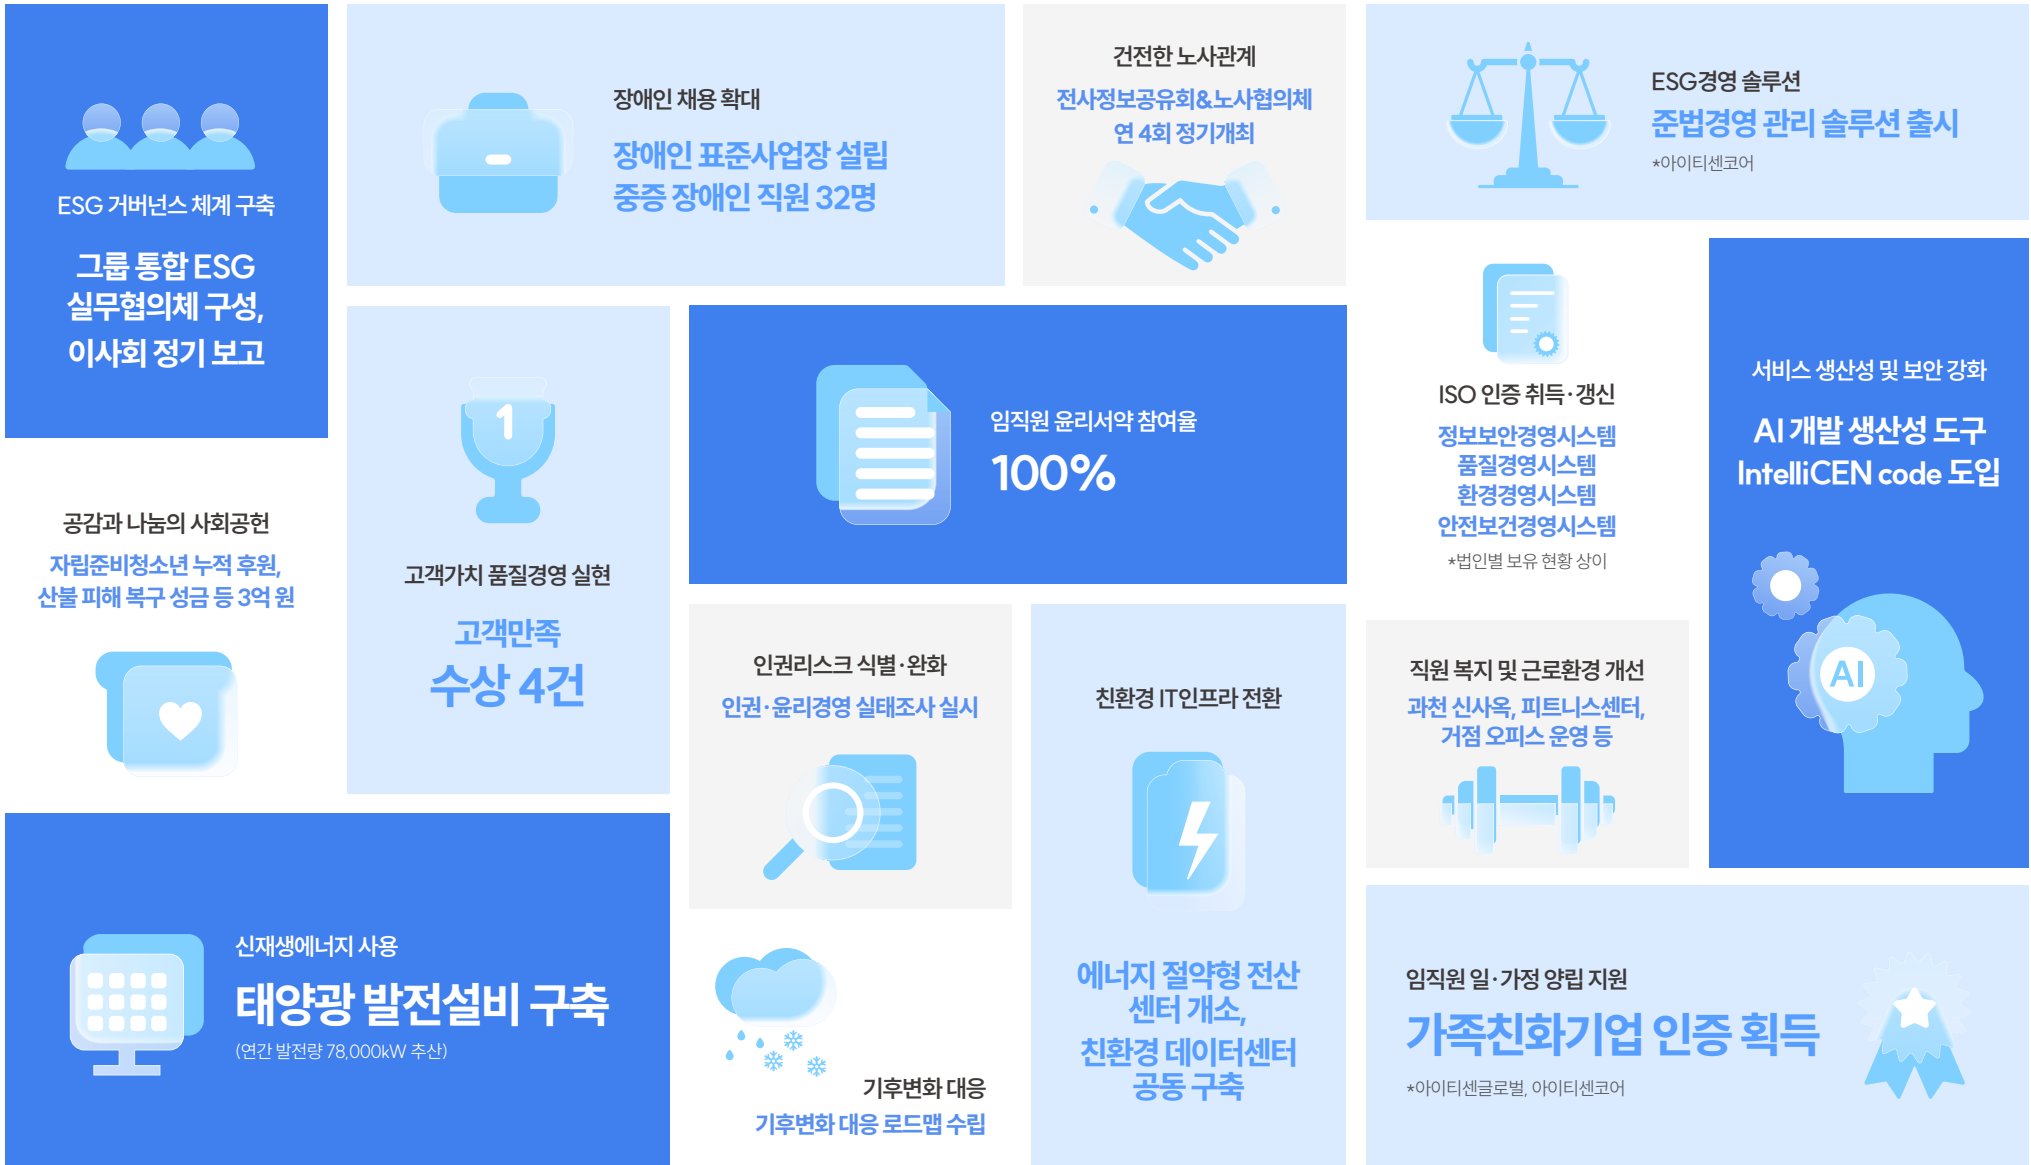 ESG 거버넌스 체계 구축
그룹 통합 ESG
실무협의체 구성,
이사회 정기 보고
장애인 채용 확대
장애인 표준사업장 설립
중증 장애인 직원 32명
건전한 노사관계
전사정보공유회&노사협의체
연 4회 정기개최
ESG경영 솔루션
준법경영 관리 솔루션 출시
*아이티센코어
공감과 나눔의 사회공헌
자립준비청소년 누적 후원,
산불 피해 복구 성금 등 3억 원
1
고객가치 품질경영 실현
고객만족
수상 4건
임직원 윤리서약 참여율
100%
ISO 인증 취득·갱신
정보보안경영시스템
품질경영시스템
환경경영시스템
안전보건경영시스템
*법인별 보유 현황 상이
서비스 생산성 및 보안 강화
AI 개발 생산성 도구
IntelliCEN code 도입
AI
인권리스크 식별·완화
인권·윤리경영 실태조사 실시
친환경 IT인프라 전환
에너지 절약형 전산
센터 개소,
친환경 데이터센터
공동 구축
직원 복지 및 근로환경 개선
과천 신사옥, 피트니스센터,
거점 오피스 운영 등
신재생에너지 사용
태양광 발전설비 구축
(연간 발전량 78,000kW 추산)
기후변화 대응
기후변화 대응 로드맵 수립
임직원 일·가정 양립 지원
가족친화기업 인증 획득
*아이티센글로벌, 아이티센코어